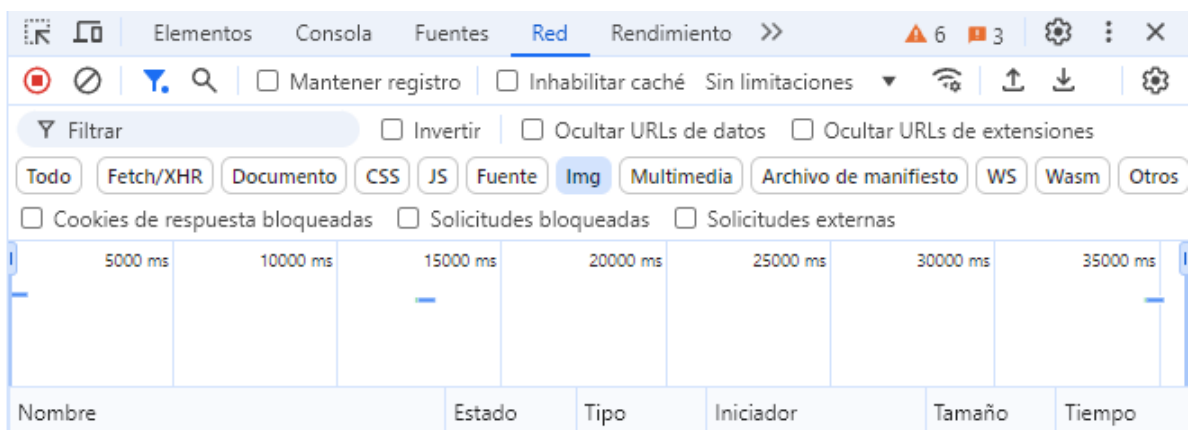 Elementos Consola Fuentes Red Rendimiento 6 3
Mantener registro Inhabilitar caché Sin limitaciones
Filtrar Invertir Ocultar URLs de datos Ocultar URLs de extensiones
Todo Fetch/XHR Documento CSS JS Fuente Img Multimedia Archivo de manifiesto WS Wasm Otros
Cookies de respuesta bloqueadas Solicitudes bloqueadas Solicitudes externas
5000 ms 10000 ms 15000 ms 20000 ms 25000 ms 30000 ms 35000 ms
Nombre Estado Tipo Iniciador Tamaño Tiempo